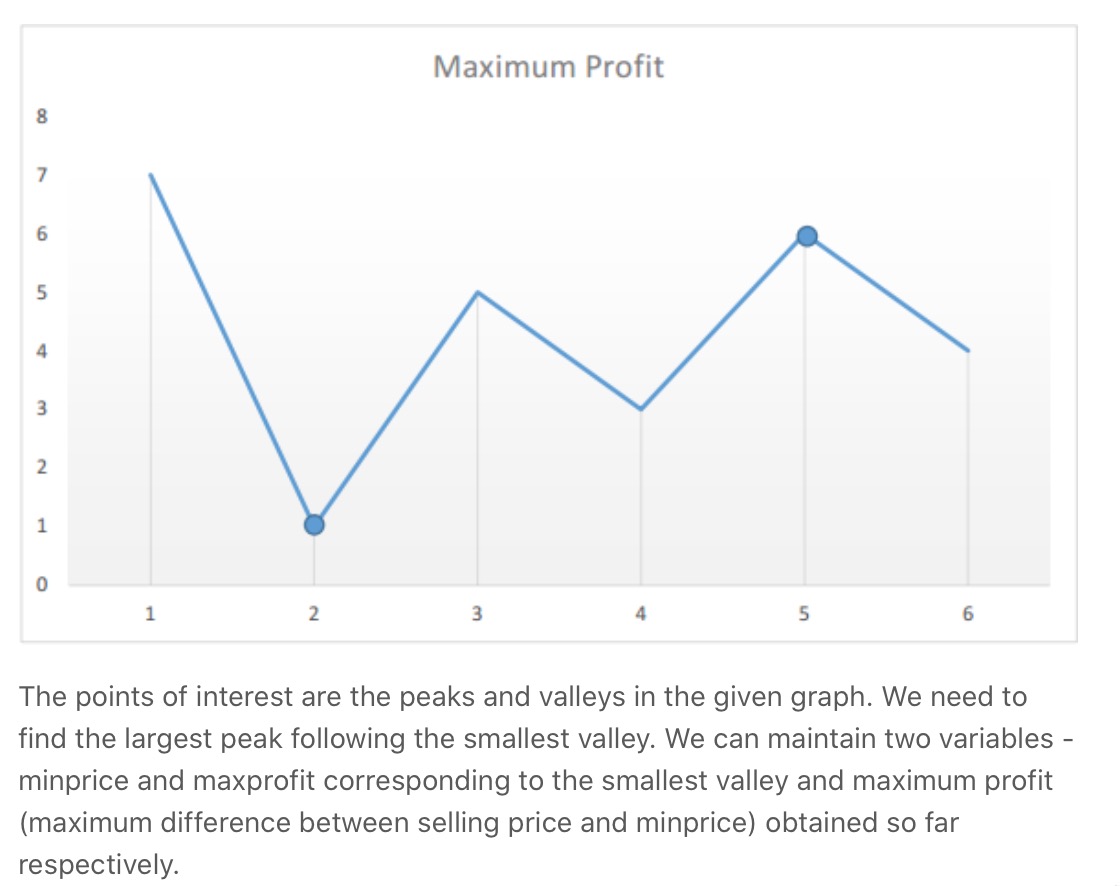 Maximum Profit
8
7
6
5
4
3
2
1
0
1 2 3 4 5 6
The points of interest are the peaks and valleys in the given graph. We need to
find the largest peak following the smallest valley. We can maintain two variables -
minprice and maxprofit corresponding to the smallest valley and maximum profit
(maximum difference between selling price and minprice) obtained so far
respectively.